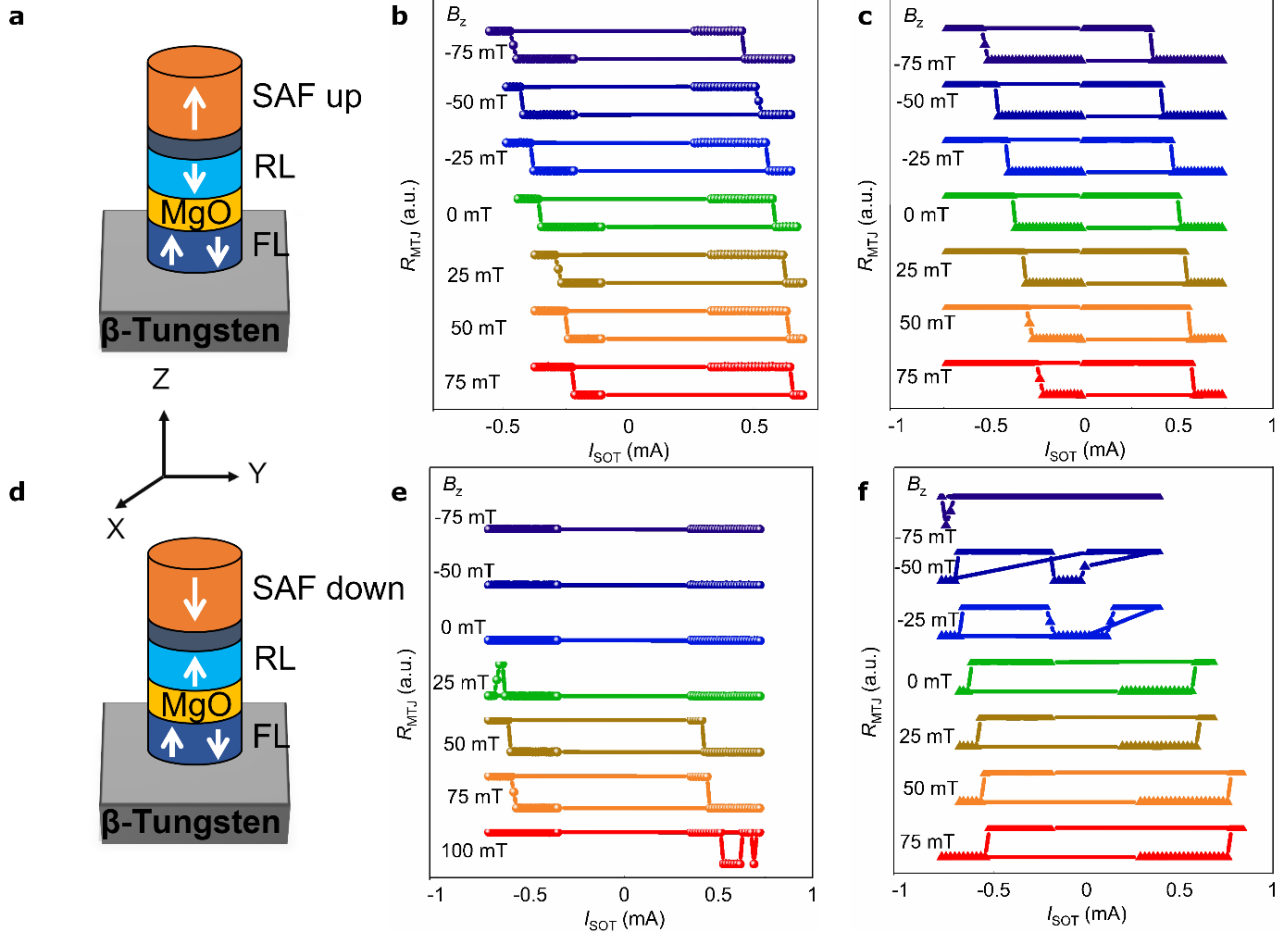 a
SAF up
RL
MgO
FL
β-Tungsten
Z
Y
X
b
Bz
-75 mT
-50 mT
-25 mT
0 mT
25 mT
50 mT
75 mT
RMTJ (a.u.)
-0.5
0
0.5
ISOT (mA)
c
Bz
-75 mT
-50 mT
-25 mT
0 mT
25 mT
50 mT
75 mT
RMTJ (a.u.)
-1
-0.5
0
0.5
1
ISOT (mA)
d
SAF down
RL
MgO
FL
β-Tungsten
e
Bz
-75 mT
-50 mT
0 mT
25 mT
50 mT
75 mT
100 mT
RMTJ (a.u.)
-1
-0.5
0
0.5
1
ISOT (mA)
f
Bz
-75 mT
-50 mT
-25 mT
0 mT
25 mT
50 mT
75 mT
RMTJ (a.u.)
-1
-0.5
0
0.5
1
ISOT (mA)